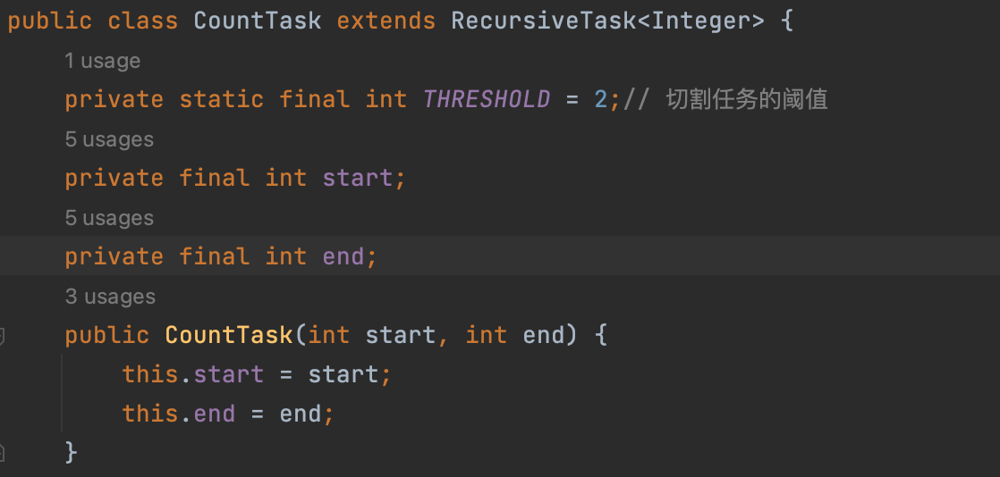 public class CountTask extends RecursiveTask<Integer> {
1 usage
private static final int THRESHOLD = 2;// 切割任务的阈值
5 usages
private final int start;
5 usages
private final int end;
3 usages
public CountTask(int start, int end) {
this.start = start;
this.end = end;
}